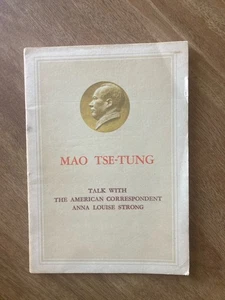 MAO TSE-TUNG
TALK WITH
THE AMERICAN CORRESPONDENT
ANNA LOUISE STRONG